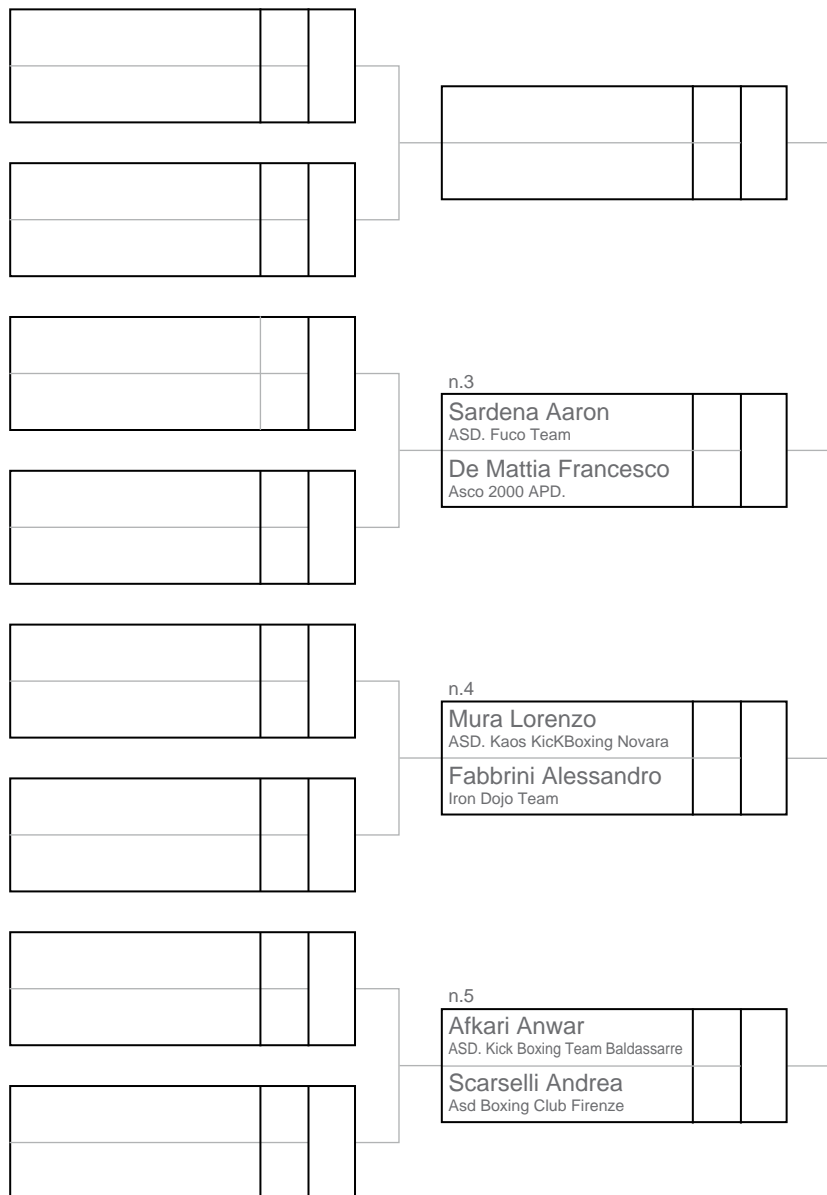 n.3
Sardena Aaron
ASD. Fuco Team
De Mattia Francesco
Asco 2000 APD.
n.4
Mura Lorenzo
ASD. Kaos KicKBoxing Novara
Fabbrini Alessandro
Iron Dojo Team
n.5
Afkari Anwar
ASD. Kick Boxing Team Baldassarre
Scarselli Andrea
Asd Boxing Club Firenze